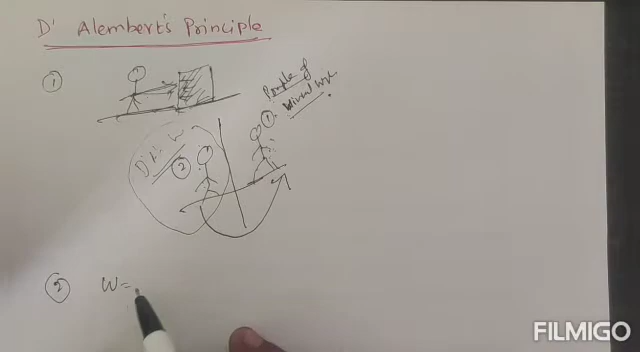 D' Alembert's Principle
①
Principle of
① Virtual work.
②
② W=
FILMIGO